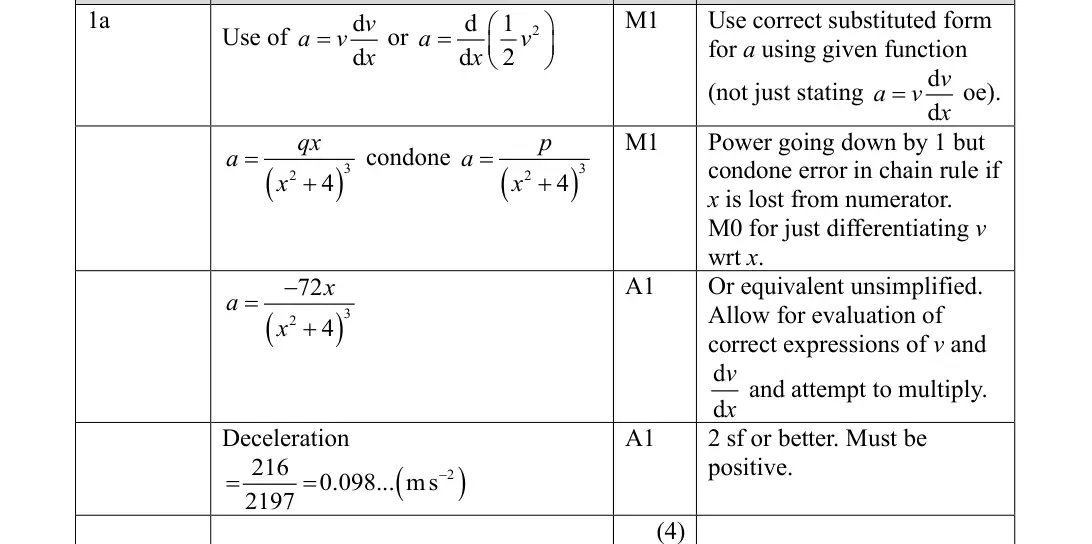 1a
Use of a = v dv/dx or a = d/dx (1/2 v²)
M1
Use correct substituted form
for a using given function
(not just stating a = v dv/dx oe).
a = qx/(x² + 4)³ condone a = p/(x² + 4)³
M1
Power going down by 1 but
condone error in chain rule if
x is lost from numerator.
M0 for just differentiating v
wrt x.
a = −72x/(x² + 4)³
A1
Or equivalent unsimplified.
Allow for evaluation of
correct expressions of v and
dv/dx and attempt to multiply.
Deceleration
= 216/2197 = 0.098...(m s⁻²)
A1
2 sf or better. Must be
positive.
(4)